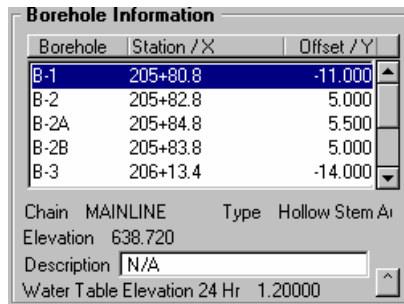 Borehole Information
Borehole Station / X Offset / Y
B-1 205+80.8 -11.000
B-2 205+82.8 5.000
B-2A 205+84.8 5.500
B-2B 205+83.8 5.000
B-3 206+13.4 -14.000
Chain MAINLINE Type Hollow Stem Au
Elevation 638.720
Description N/A
Water Table Elevation 24 Hr 1.20000